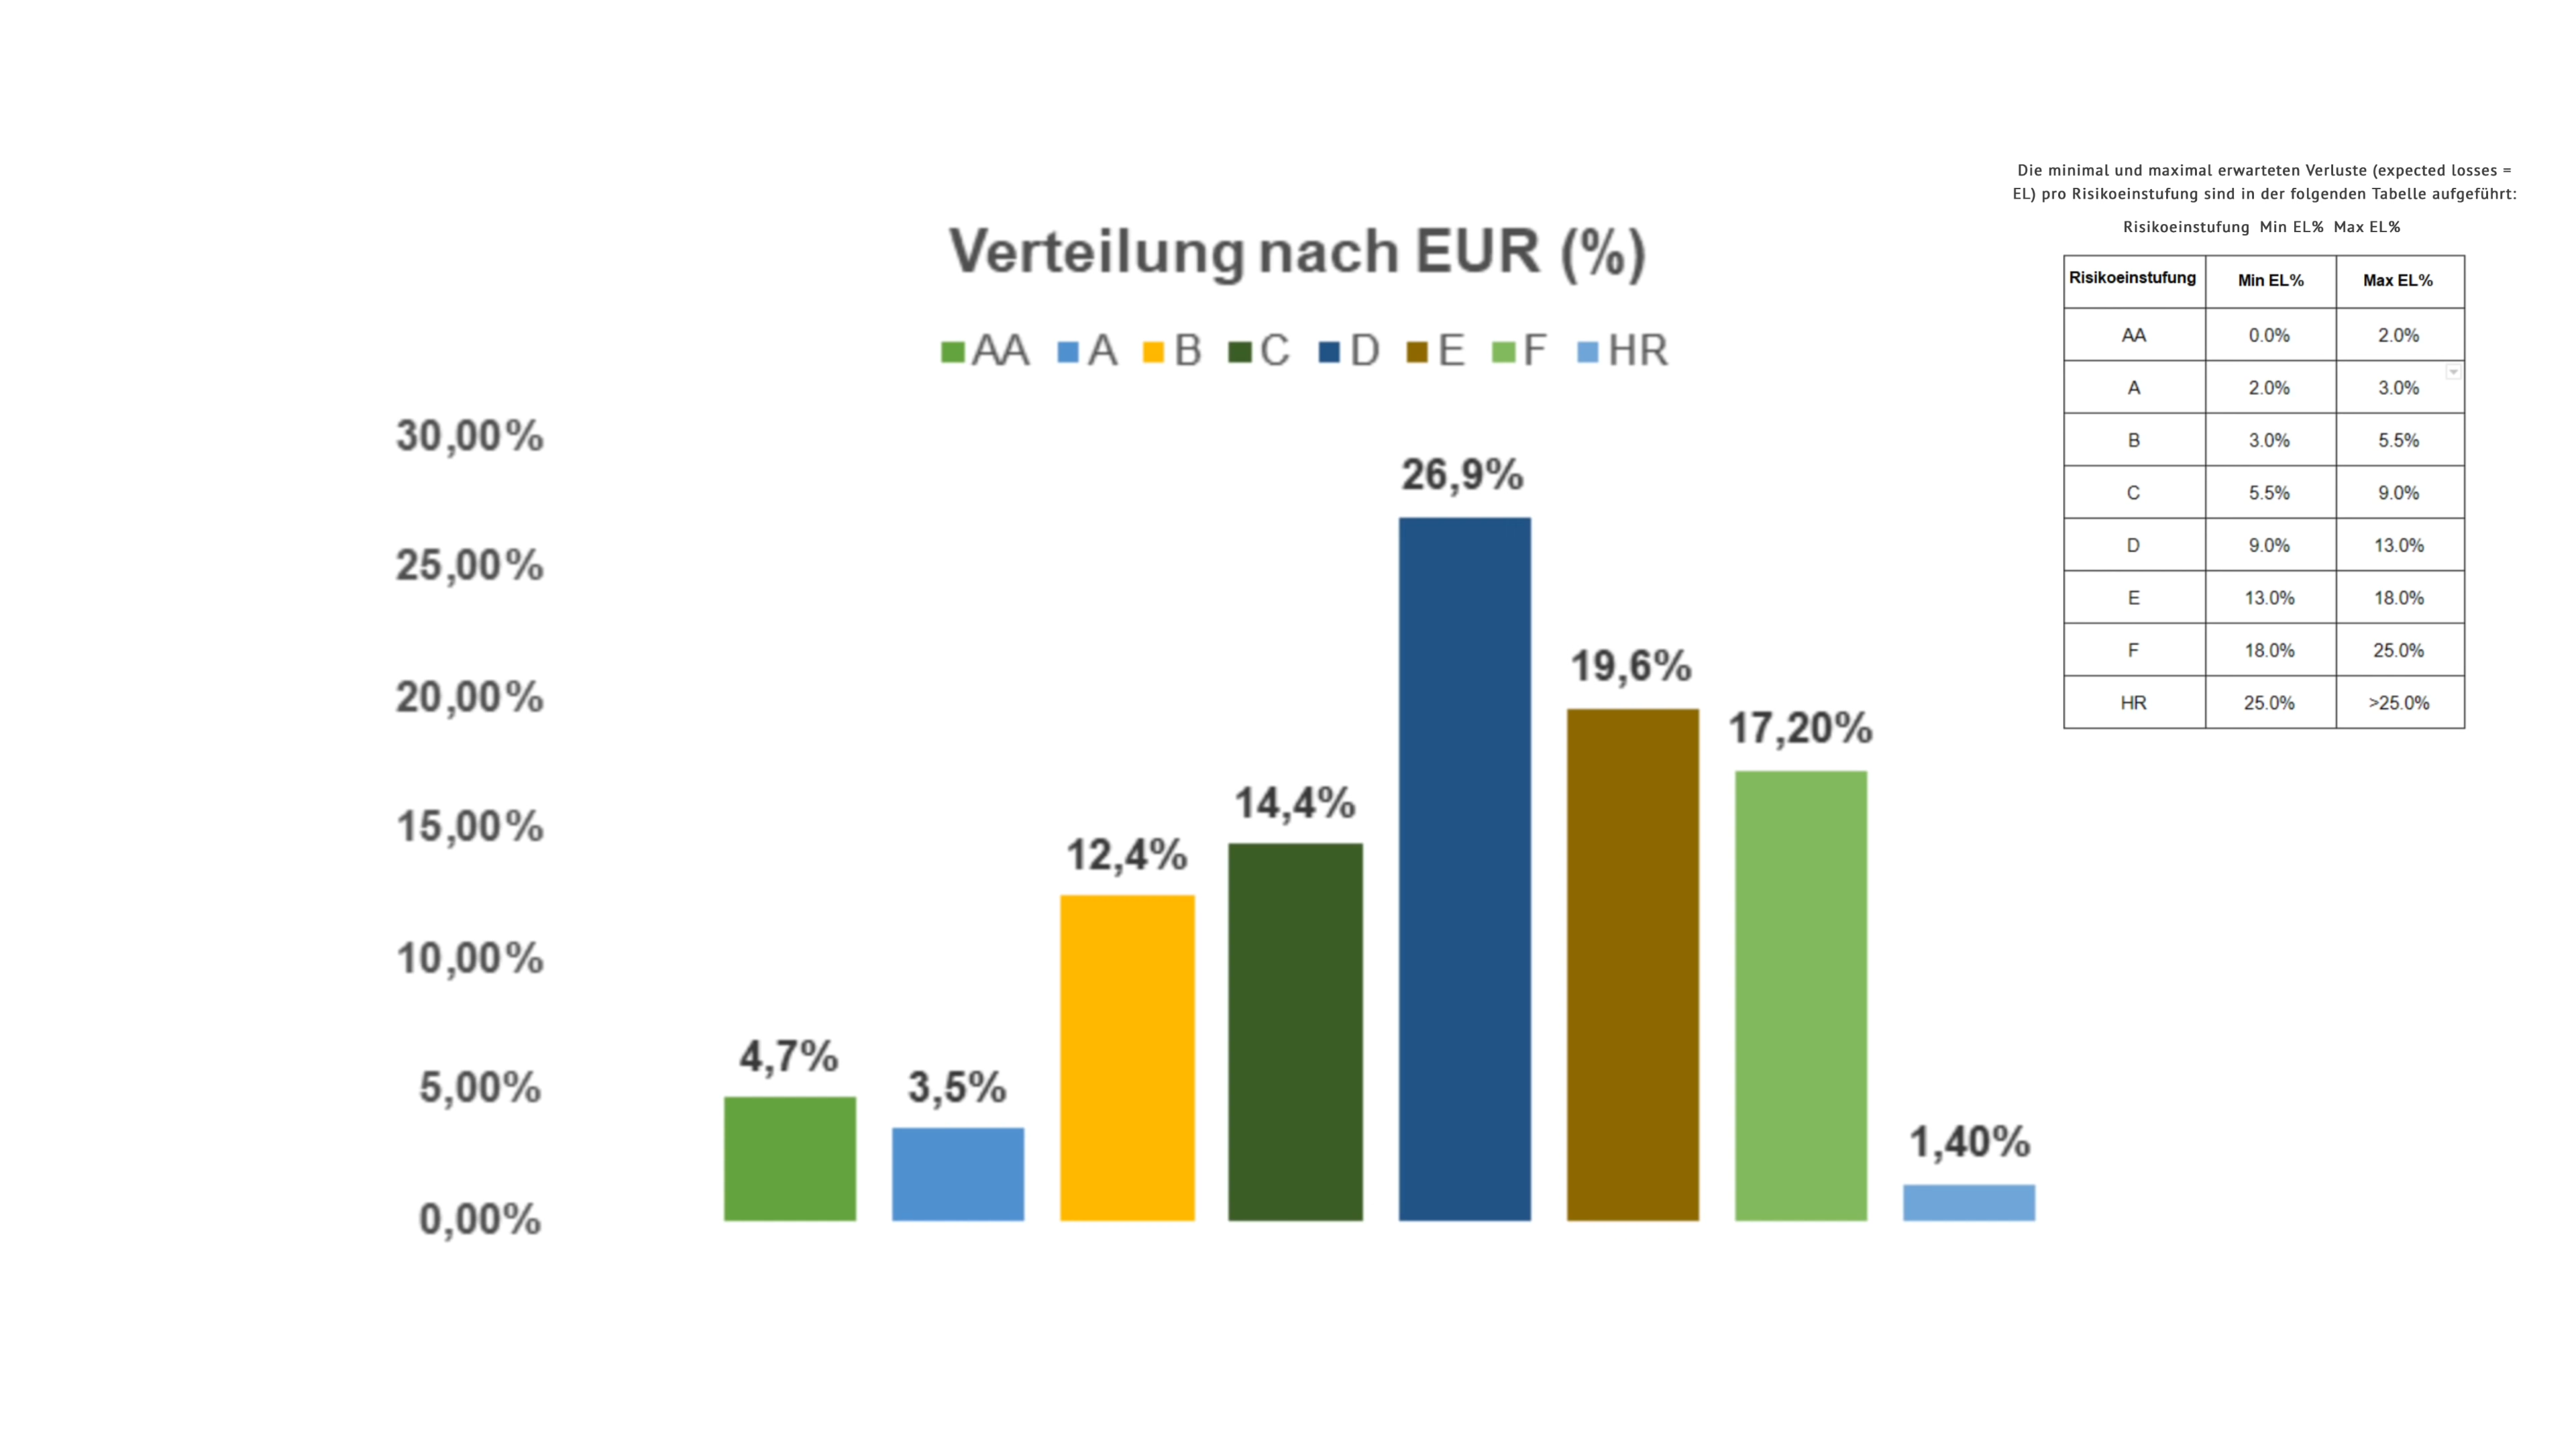 Die minimal und maximal erwarteten Verluste (expected losses =
EL) pro Risikoeinstufung sind in der folgenden Tabelle aufgeführt:
Risikoeinstufung Min EL% Max EL%
Risikoeinstufung Min EL% Max EL%
AA 0.0% 2.0%
A 2.0% 3.0%
B 3.0% 5.5%
C 5.5% 9.0%
D 9.0% 13.0%
E 13.0% 18.0%
F 18.0% 25.0%
HR 25.0% >25.0%
Verteilung nach EUR (%)
AA A B C D E F HR
30,00%
25,00%
20,00%
15,00%
10,00%
5,00%
0,00%
4,7%
3,5%
12,4%
14,4%
26,9%
19,6%
17,20%
1,40%